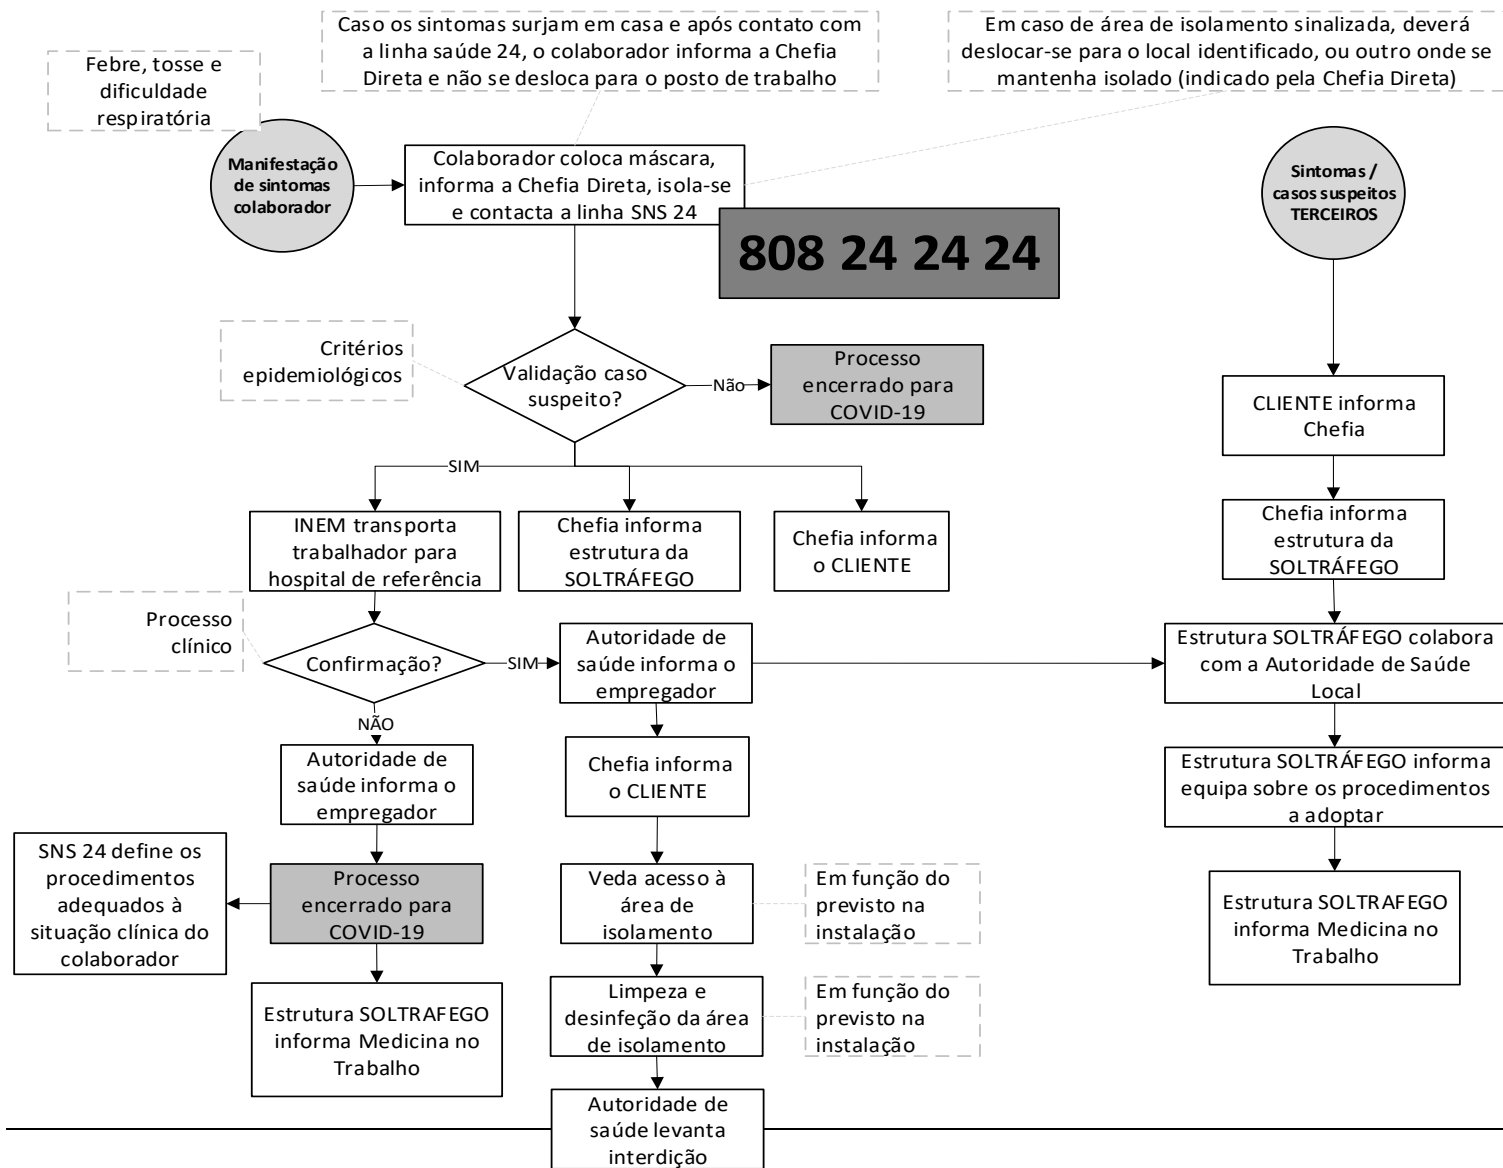 Caso os sintomas surjam em casa e após contato com
a linha saúde 24, o colaborador informa a Chefia
Direta e não se desloca para o posto de trabalho
Em caso de área de isolamento sinalizada, deverá
deslocar-se para o local identificado, ou outro onde se
mantenha isolado (indicado pela Chefia Direta)
Febre, tosse e
dificuldade
respiratória
Manifestação
de sintomas
colaborador
Colaborador coloca máscara,
informa a Chefia Direta, isola-se
e contacta a linha SNS 24
808 24 24 24
Sintomas /
casos suspeitos
TERCEIROS
Critérios
epidemiológicos
Validação caso
suspeito?
Não
Processo
encerrado para
COVID-19
CLIENTE informa
Chefia
SIM
INEM transporta
trabalhador para
hospital de referência
Chefia informa
estrutura da
SOLTRÁFEGO
Chefia informa
o CLIENTE
Chefia informa
estrutura da
SOLTRÁFEGO
Processo
clínico
Confirmação?
SIM
Autoridade de
saúde informa o
empregador
Estrutura SOLTRÁFEGO colabora
com a Autoridade de Saúde
Local
NÃO
Autoridade de
saúde informa o
empregador
Chefia informa
o CLIENTE
Estrutura SOLTRÁFEGO informa
equipa sobre os procedimentos
a adoptar
SNS 24 define os
procedimentos
adequados à
situação clínica do
colaborador
Processo
encerrado para
COVID-19
Veda acesso à
área de
isolamento
Em função do
previsto na
instalação
Estrutura SOLTRAFEGO
informa Medicina no
Trabalho
Estrutura SOLTRAFEGO
informa Medicina no
Trabalho
Limpeza e
desinfeção da área
de isolamento
Em função do
previsto na
instalação
Autoridade de
saúde levanta
interdição